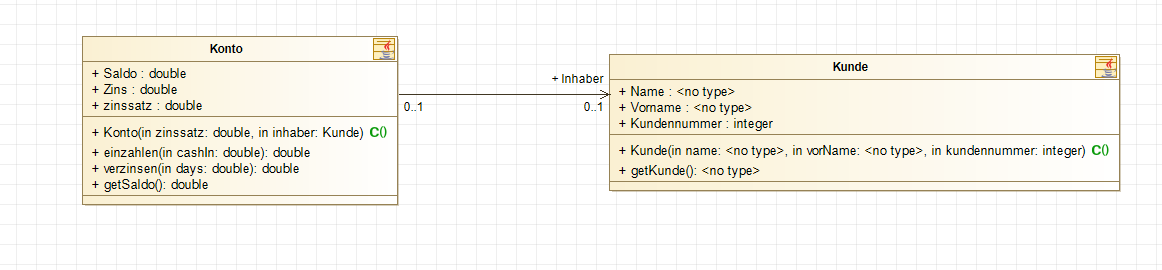 Konto
+ Saldo : double
+ Zins : double
+ zinssatz : double
+ Konto(in zinssatz: double, in inhaber: Kunde) C()
+ einzahlen(in cashIn: double): double
+ verzinsen(in days: double): double
+ getSaldo(): double
+ Inhaber
0..1
0..1
Kunde
+ Name : <no type>
+ Vorname : <no type>
+ Kundennummer : integer
+ Kunde(in name: <no type>, in vorName: <no type>, in kundennummer: integer) C()
+ getKunde(): <no type>